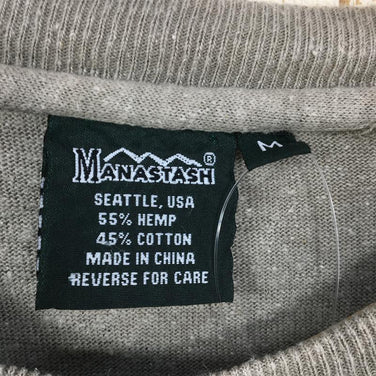 MANASTASH®
SEATTLE, USA
55% HEMP
45% COTTON
MADE IN CHINA
REVERSE FOR CARE
M